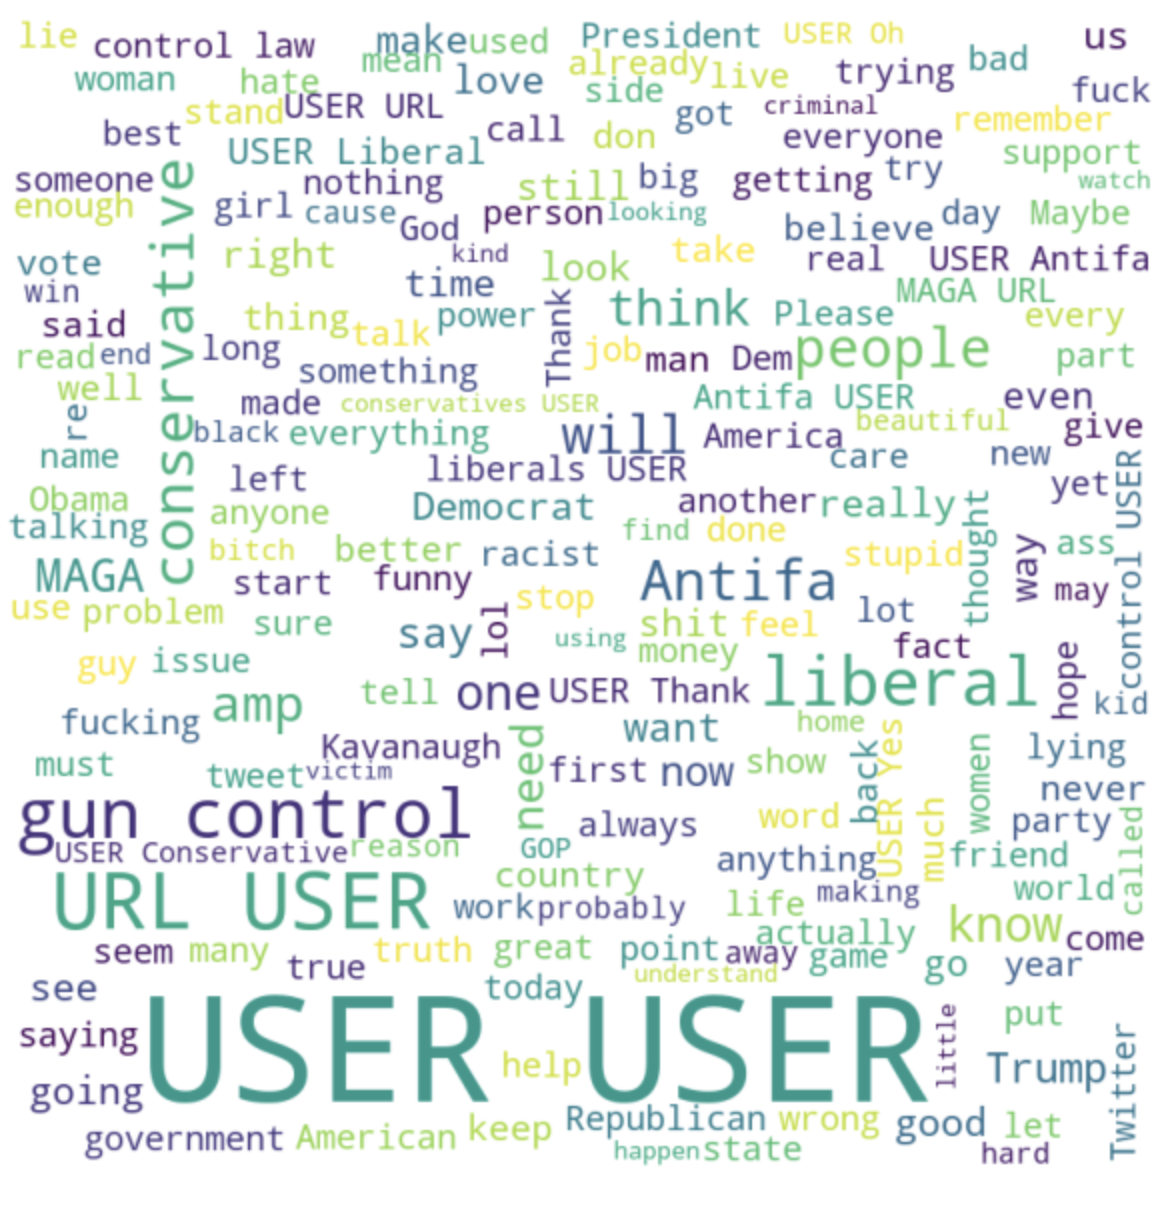 lie control law make used President USER Oh us
woman hate mean love already live trying bad
stand USER URL side got criminal fuck
best call don everyone remember
USER Liberal support
someone nothing still big getting try watch
enough girl cause God person looking believe day Maybe
right kind look take real USER Antifa
vote time MAGA URL
win
said thing talk power Thank think Please every
read end long job man Dem people part
well something Antifa USER even
re made conservatives USER beautiful give
conservative
black everything will America
name left liberals USER care new
Obama anyone Democrat another really yet control USER
talking find done thought
bitch better racist stupid ass
MAGA start funny Antifa way may
use problem stop lot
sure say lol using shit feel fact
guy issue money hope
amp tell one USER Thank liberal kid
fucking want home
Kavanaugh need back USER Yes women lying
must tweet victim first now show never
gun control always word much party called
USER Conservative reason GOP anything friend
country
URL USER work probably life making world
actually know come
seem many true truth great point away game go year
understand
see today
saying USER USER help little put
going Trump Twitter
government American keep Republican wrong good let
happen state hard